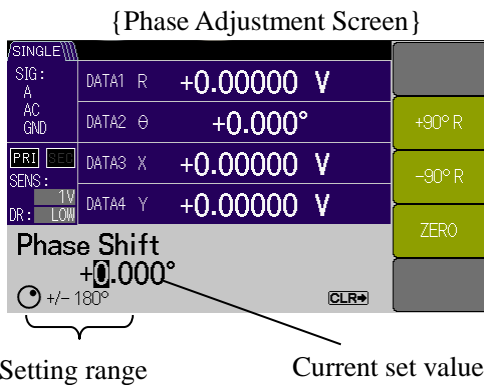 {Phase Adjustment Screen}
SINGLE
SIG:
A
AC
GND
PRI SEC
SENS:
1V
DR: LOW
DATA1 R +0.00000 V
DATA2 θ +0.000°
DATA3 X +0.00000 V
DATA4 Y +0.00000 V
+90° R
-90° R
ZERO
Phase Shift
+0.000°
+/- 180°
CLR➔
Setting range
Current set value